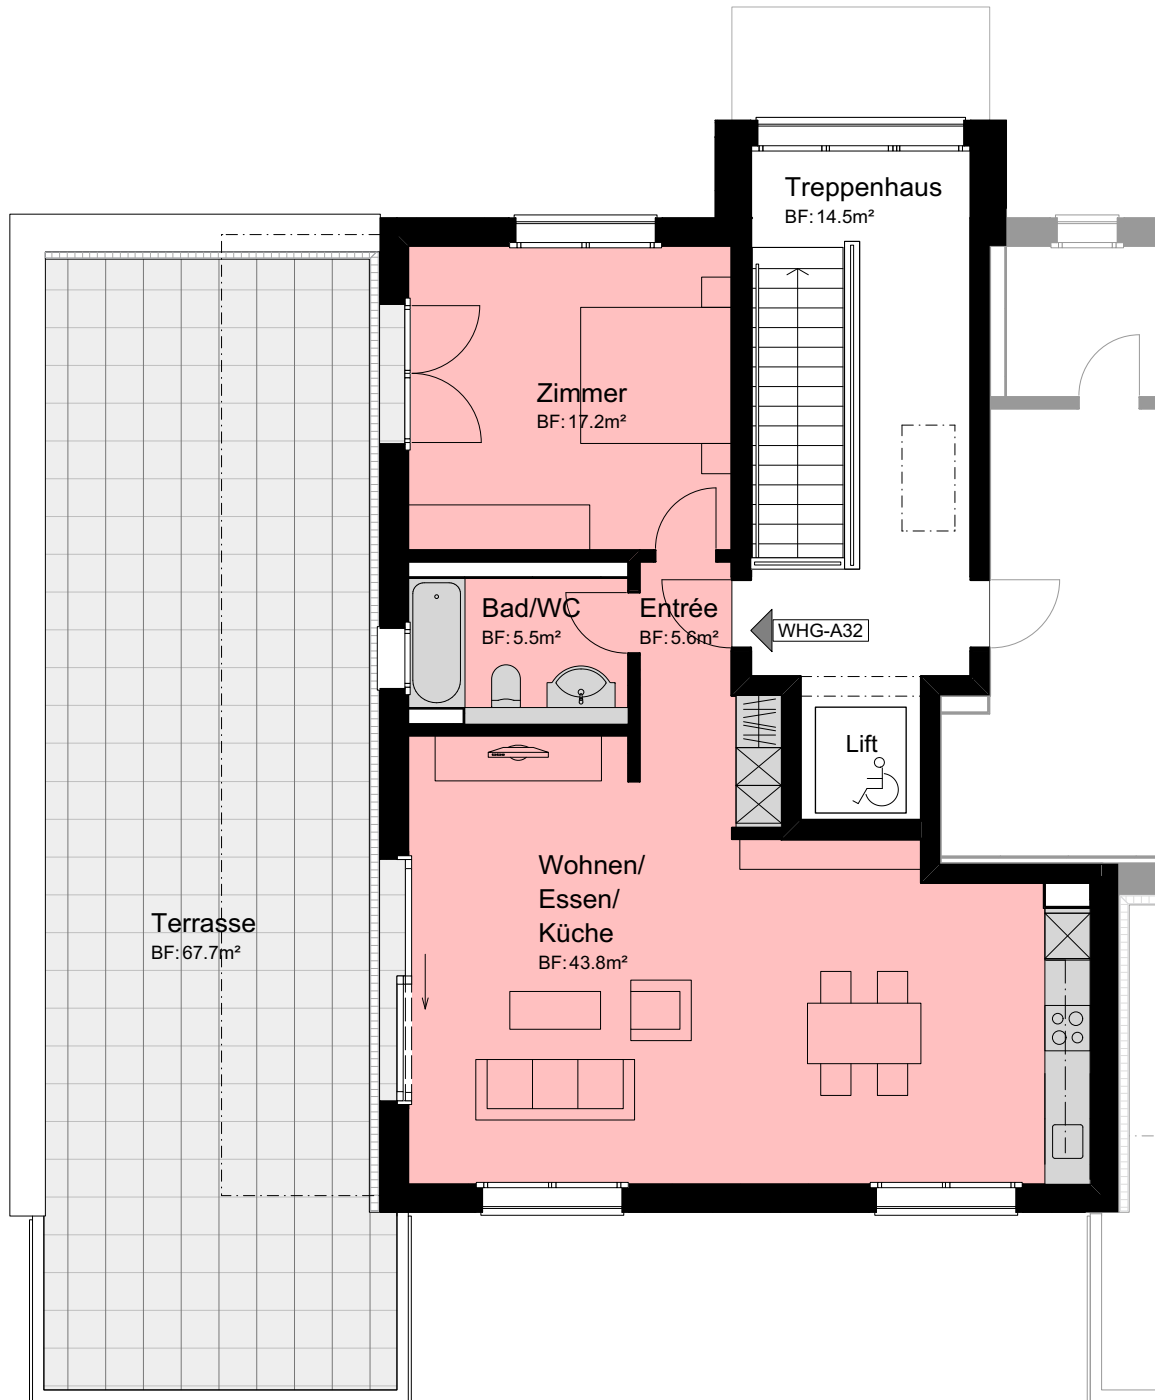 Treppenhaus
BF: 14.5m²
Zimmer
BF: 17.2m²
Bad/WC
BF: 5.5m²
Entrée
BF: 5.6m²
WHG-A32
Lift
Wohnen/
Essen/
Küche
BF: 43.8m²
Terrasse
BF: 67.7m²